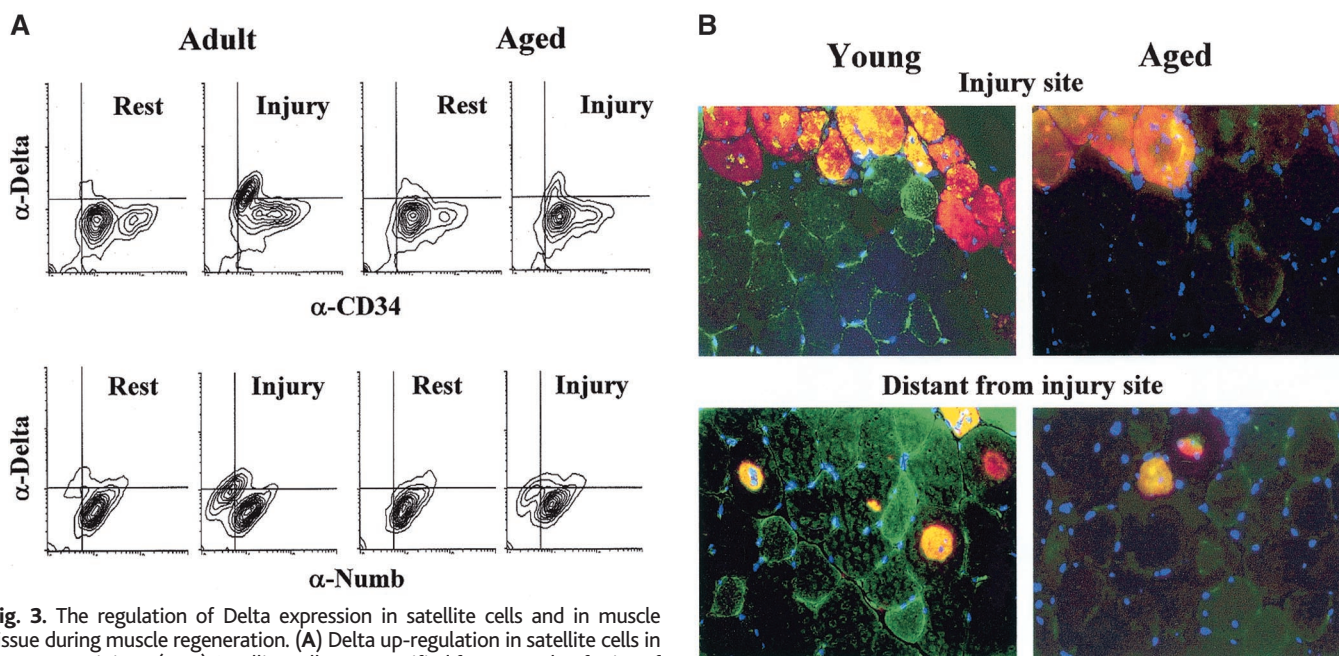 A
Adult Aged
Rest Injury Rest Injury
α-Delta
α-CD34
Rest Injury Rest Injury
α-Delta
α-Numb
ig. 3. The regulation of Delta expression in satellite cells and in muscle
issue during muscle regeneration. (A) Delta up-regulation in satellite cells in
B
Young Aged
Injury site
Distant from injury site